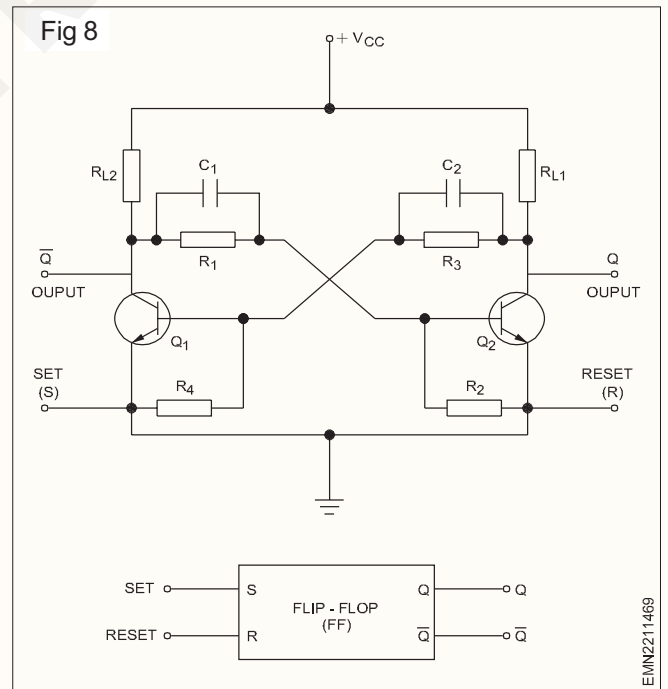 Fig 8
+ VCC
RL2
C1
C2
RL1
R1
R3
Q̅
Q
OUPUT
OUPUT
Q1
Q2
SET
(S)
R4
R2
RESET
(R)
SET
S
FLIP - FLOP
(FF)
Q
Q
RESET
R
Q̅
Q̅
EMN2211469